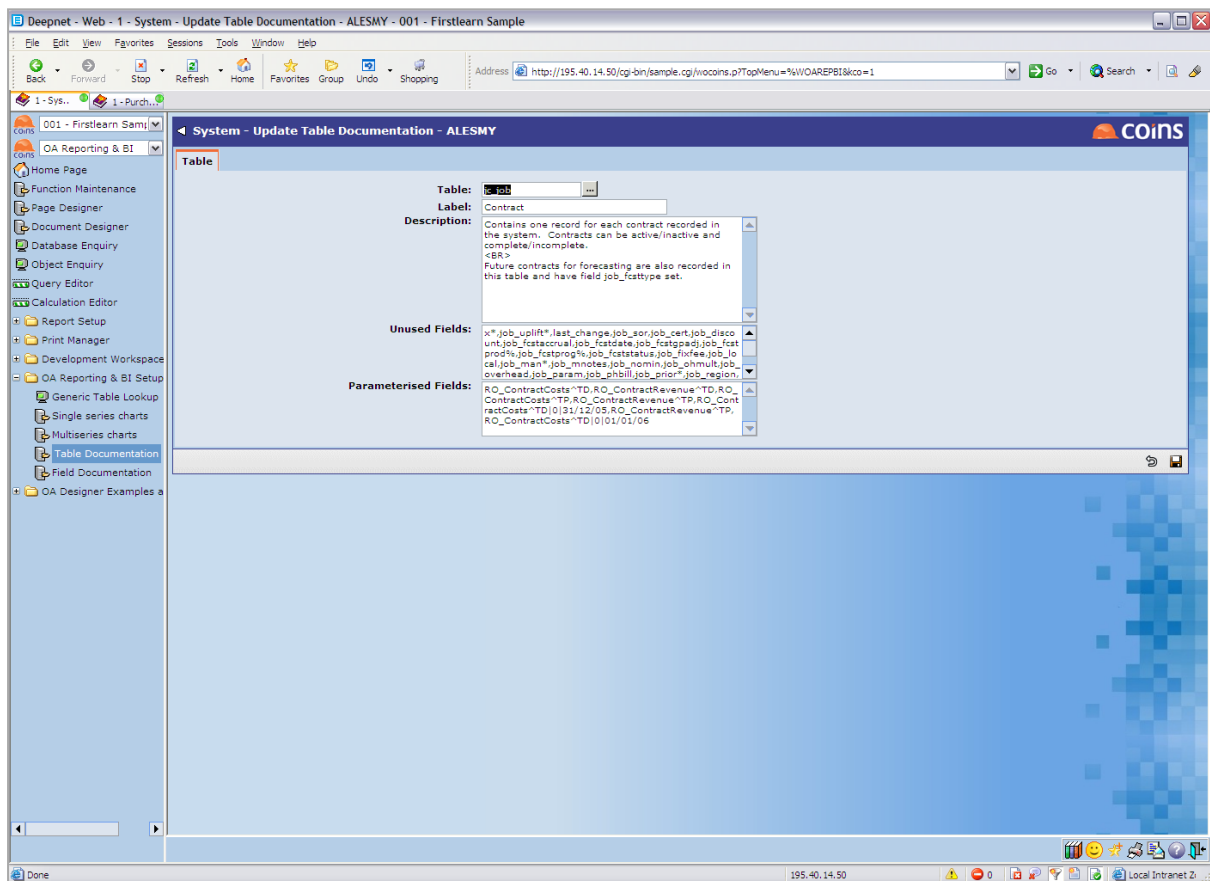 Deepnet - Web - 1 - System - Update Table Documentation - ALESMY - 001 - Firstlearn Sample
File Edit View Favorites Sessions Tools Window Help
Back Forward Stop Refresh Home Favorites Group Undo Shopping Address http://195.40.14.50/cgi-bin/sample.cgi/wocoins.p?TopMenu=%WOAREPBI&kco=1 Go Search
1 - Sys.. 1 - Purch..
coins 001 - Firstlearn Sam
coins OA Reporting & BI
Home Page
Function Maintenance
Page Designer
Document Designer
Database Enquiry
Object Enquiry
Query Editor
Calculation Editor
Report Setup
Print Manager
Development Workspace
OA Reporting & BI Setup
Generic Table Lookup
Single series charts
Multiseries charts
Table Documentation
Field Documentation
OA Designer Examples a
System - Update Table Documentation - ALESMY
coins
Table
Table: jc_job ...
Label: Contract
Description: Contains one record for each contract recorded in
the system. Contracts can be active/inactive and
complete/incomplete.
<BR>
Future contracts for forecasting are also recorded in
this table and have field job_fcsttype set.
Unused Fields: x*,job_uplift*,last_change,job_sor,job_cert,job_disco
unt,job_fcstaccrual,job_fcstdate,job_fcstgpadj,job_fcst
prod%,job_fcstprog%,job_fcststatus,job_fixfee,job_lo
cal,job_man*,job_mnotes,job_nomin,job_ohmult,job_
overhead,job_param,job_phbill,job_prior*,job_region,
Parameterised Fields: RO_ContractCosts^TD,RO_ContractRevenue^TD,RO_
ContractCosts^TP,RO_ContractRevenue^TP,RO_Cont
ractCosts^TD|0|31/12/05,RO_ContractRevenue^TP,
RO_ContractCosts^TD|0|01/01/06
Done 195.40.14.50 0 Local Intranet Z